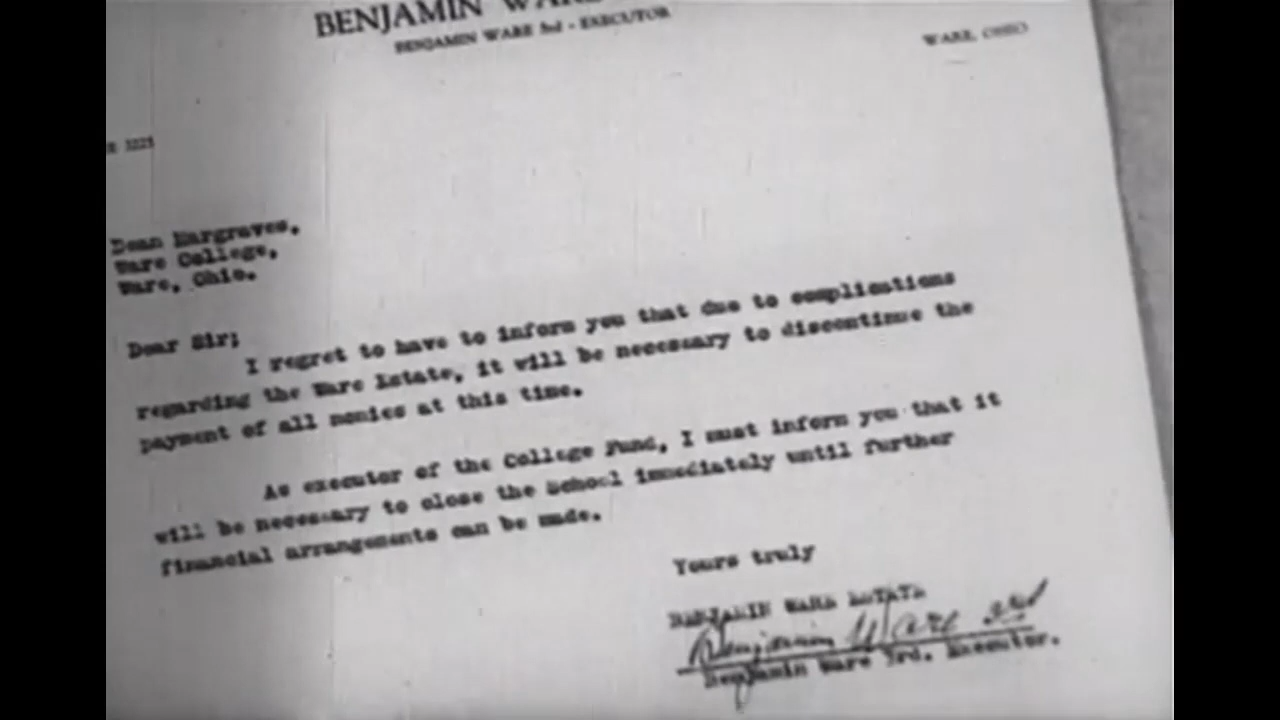 BENJAMIN WARE
BENJAMIN WARE 3rd - EXECUTOR
WARE, OHIO
3225
Dean Hargraves,
Ware College,
Ware, Ohio.
Dear Sir;
I regret to have to inform you that due to complications
regarding the Ware Estate, it will be necessary to discontinue the
payment of all monies at this time.
As executor of the College Fund, I must inform you that it
will be necessary to close the School immediately until further
financial arrangements can be made.
Yours truly
BENJAMIN WARE ESTATE
Benjamin Ware 3rd
Benjamin Ware 3rd. Executor.